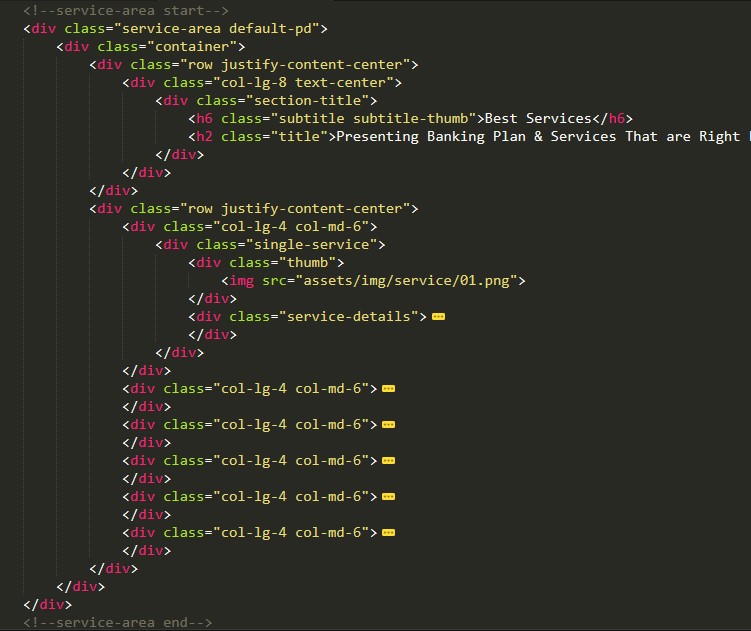 <!--service-area start-->
<div class="service-area default-pd">
<div class="container">
<div class="row justify-content-center">
<div class="col-lg-8 text-center">
<div class="section-title">
<h6 class="subtitle subtitle-thumb">Best Services</h6>
<h2 class="title">Presenting Banking Plan & Services That are Right
</div>
</div>
</div>
<div class="row justify-content-center">
<div class="col-lg-4 col-md-6">
<div class="single-service">
<div class="thumb">
<img src="assets/img/service/01.png">
</div>
<div class="service-details">
</div>
</div>
</div>
<div class="col-lg-4 col-md-6">
</div>
<div class="col-lg-4 col-md-6">
</div>
<div class="col-lg-4 col-md-6">
</div>
<div class="col-lg-4 col-md-6">
</div>
<div class="col-lg-4 col-md-6">
</div>
</div>
</div>
</div>
<!--service-area end-->